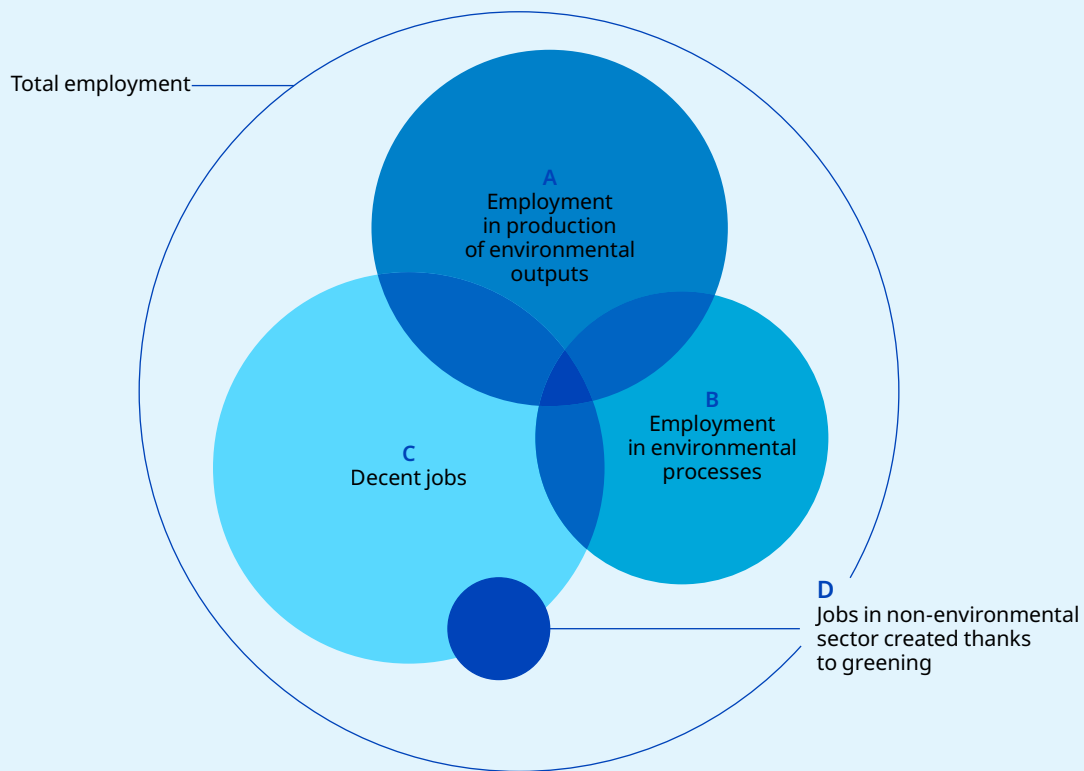 Total employment
A
Employment
in production
of environmental
outputs
B
Employment
in environmental
processes
C
Decent jobs
D
Jobs in non-environmental
sector created thanks
to greening